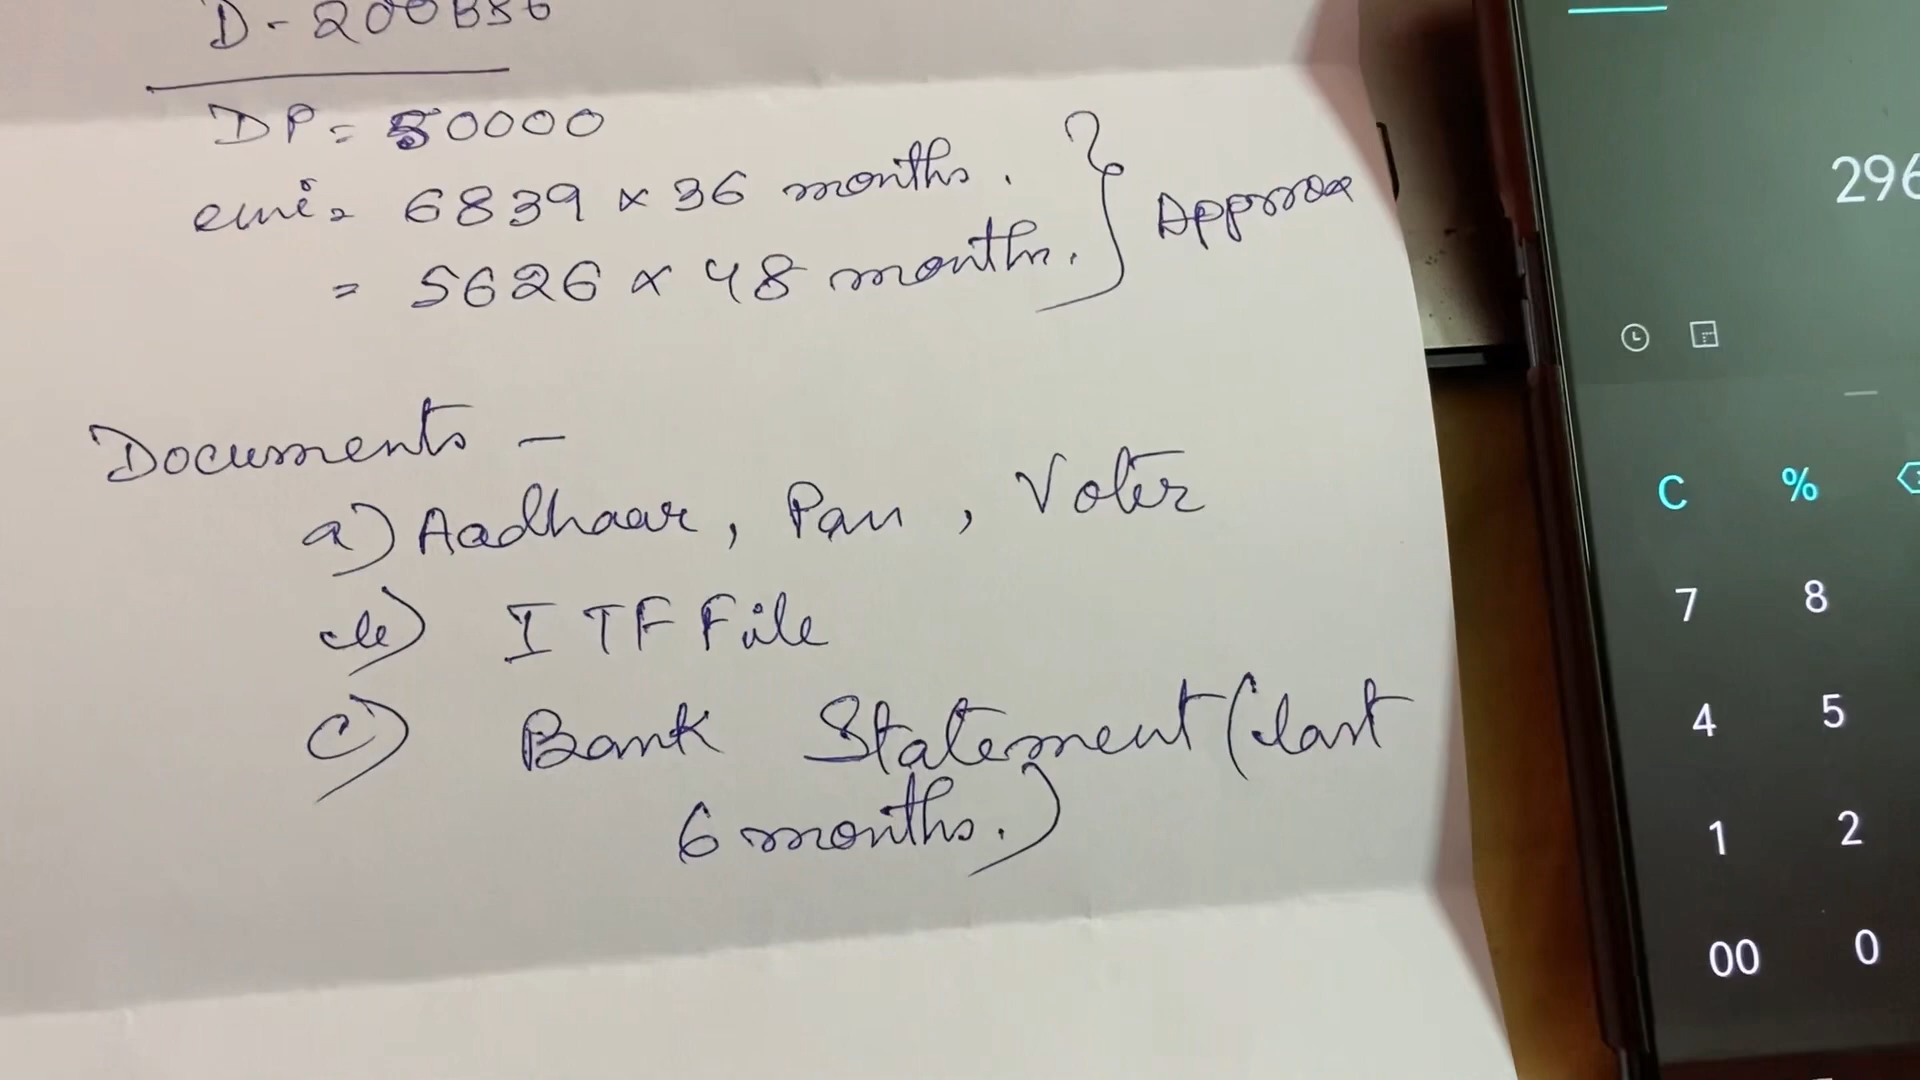 D - 200BS6
DP = 50000
emi = 6839 x 36 months.
= 5626 x 48 months.
} Approx
Documents -
a) Aadhaar, Pan, Voter
b) ITF File
c) Bank Statement (last
6 months.)
296
C %
7 8
4 5
1 2
00 0